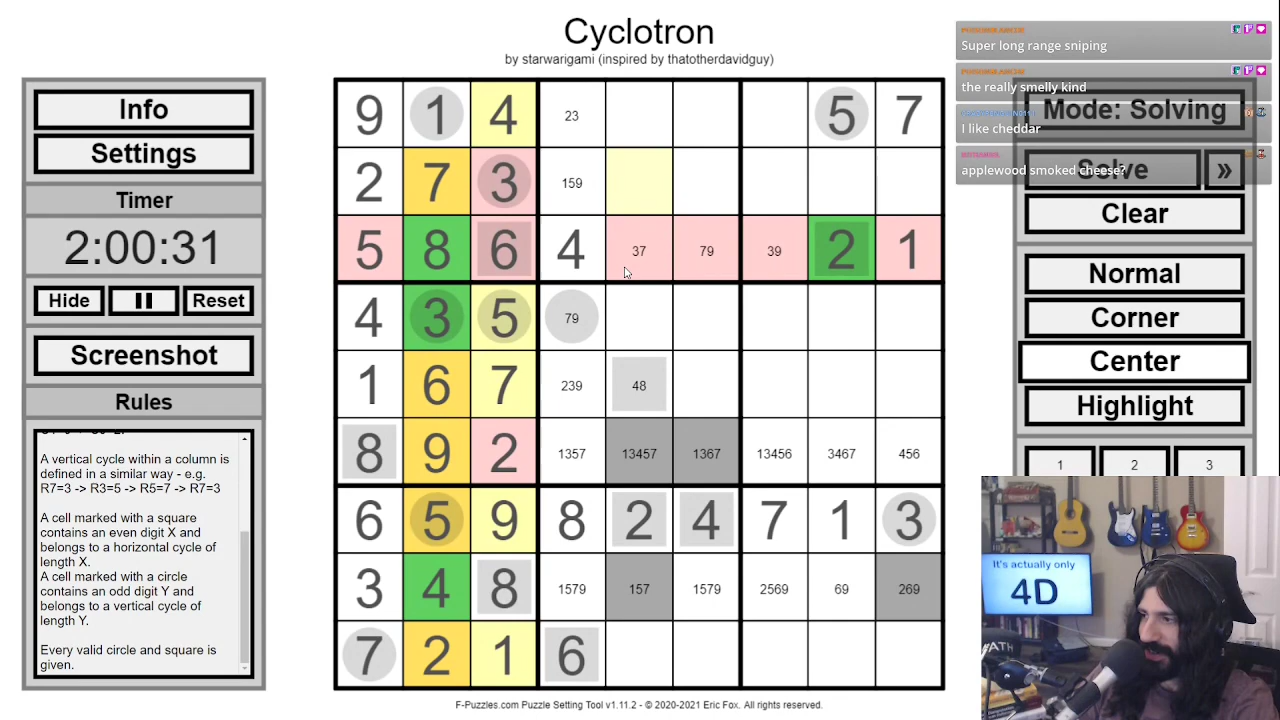 Cyclotron
by starwarigami (inspired by thatotherdavidguy)
Info
Settings
Timer
2:00:31
Hide
Reset
Screenshot
Rules
A vertical cycle within a column is
defined in a similar way - e.g.
R7=3 -> R3=5 -> R5=7 -> R7=3
A cell marked with a square
contains an even digit X and
belongs to a horizontal cycle of
length X.
A cell marked with a circle
contains an odd digit Y and
belongs to a vertical cycle of
length Y.
Every valid circle and square is
given.
9 1 4 23 5 7
2 7 3 159
5 8 6 4 37 79 39 2 1
4 3 5 79
1 6 7 239 48
8 9 2 1357 13457 1367 13456 3467 456
6 5 9 8 2 4 7 1 3
3 4 8 1579 157 1579 2569 69 269
7 2 1 6
F-Puzzles.com Puzzle Setting Tool v1.11.2 - © 2020-2021 Eric Fox. All rights reserved.
Super long range sniping
the really smelly kind
I like cheddar
applewood smoked cheese?
Mode: Solving
Solve »
Clear
Normal
Corner
Center
Highlight
1 2 3
It's actually only
4D